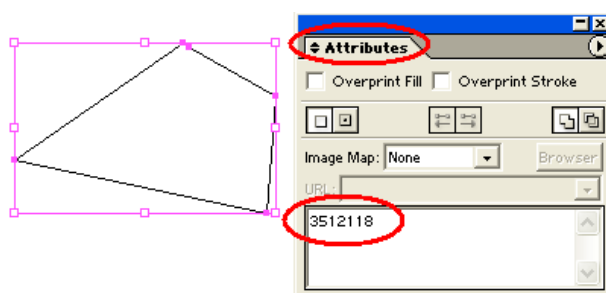 Attributes
Overprint Fill Overprint Stroke
Image Map: None Browser
URL:
3512118